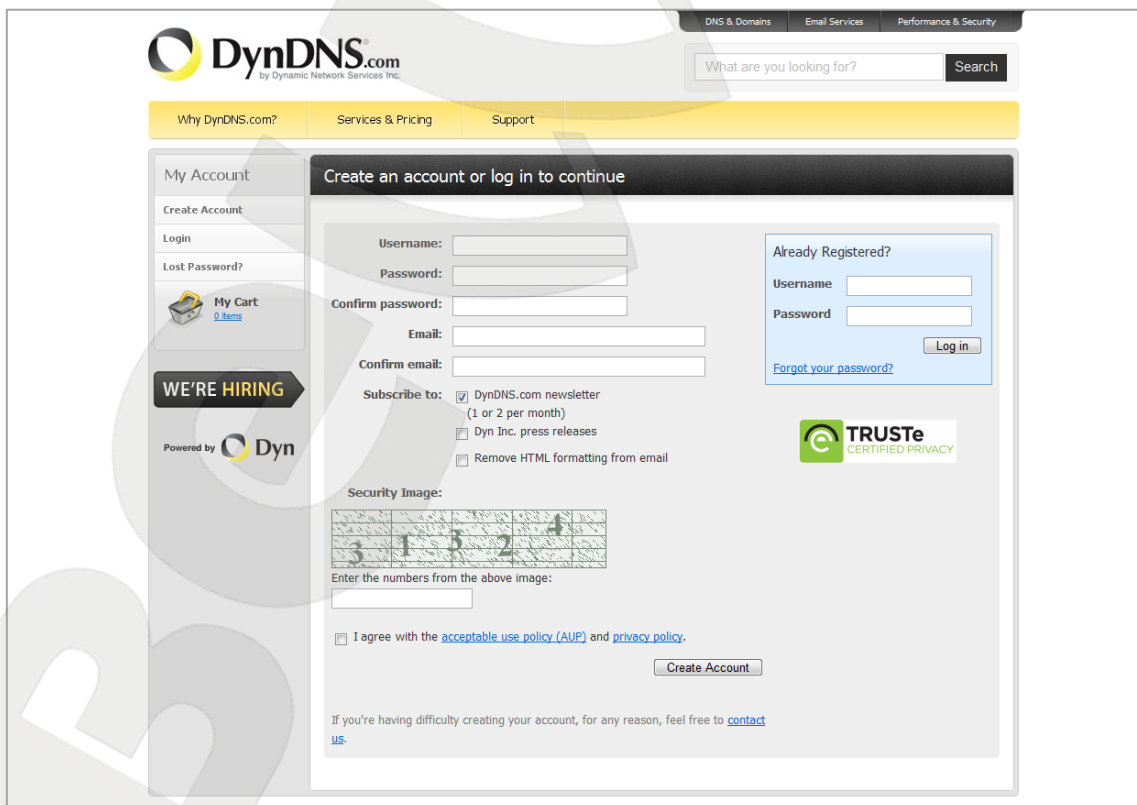 DNS & Domains
Email Services
Performance & Security
DynDNS.com
by Dynamic Network Services Inc.
What are you looking for?
Search
Why DynDNS.com?
Services & Pricing
Support
My Account
Create Account
Login
Lost Password?
My Cart
0 items
WE'RE HIRING
Powered by Dyn
Create an account or log in to continue
Username:
Password:
Confirm password:
Email:
Confirm email:
Subscribe to:
DynDNS.com newsletter
(1 or 2 per month)
Dyn Inc. press releases
Remove HTML formatting from email
Security Image:
3 1 3 2 4
Enter the numbers from the above image:
I agree with the acceptable use policy (AUP) and privacy policy.
Create Account
If you're having difficulty creating your account, for any reason, feel free to contact
us.
Already Registered?
Username
Password
Log in
Forgot your password?
TRUSTe
CERTIFIED PRIVACY